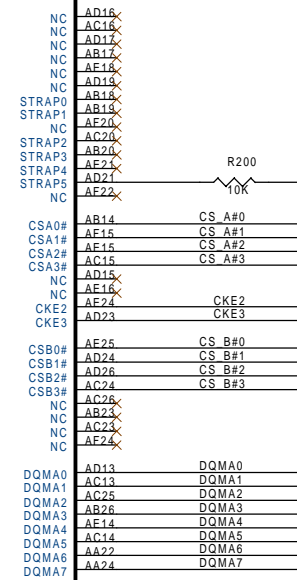 NC AD16
NC AC16
NC AD17
NC AB17
NC AE18
NC AD19
STRAP0 AB18
STRAP1 AB19
NC AF20
STRAP2 AC20
STRAP3 AB20
STRAP4 AE21
STRAP5 AD21 R200 10K
NC AF22
CSA0# AB14 CS_A#0
CSA1# AF15 CS_A#1
CSA2# AE15 CS_A#2
CSA3# AC15 CS_A#3
NC AD15
NC AE16
CKE2 AE24 CKE2
CKE3 AD23 CKE3
CSB0# AE25 CS_B#0
CSB1# AD24 CS_B#1
CSB2# AD26 CS_B#2
CSB3# AC24 CS_B#3
NC AC26
NC AB23
NC AC23
NC AF24
DQMA0 AD13 DQMA0
DQMA1 AC13 DQMA1
DQMA2 AC25 DQMA2
DQMA3 AB26 DQMA3
DQMA4 AE14 DQMA4
DQMA5 AC14 DQMA5
DQMA6 AA22 DQMA6
DQMA7 AA24 DQMA7